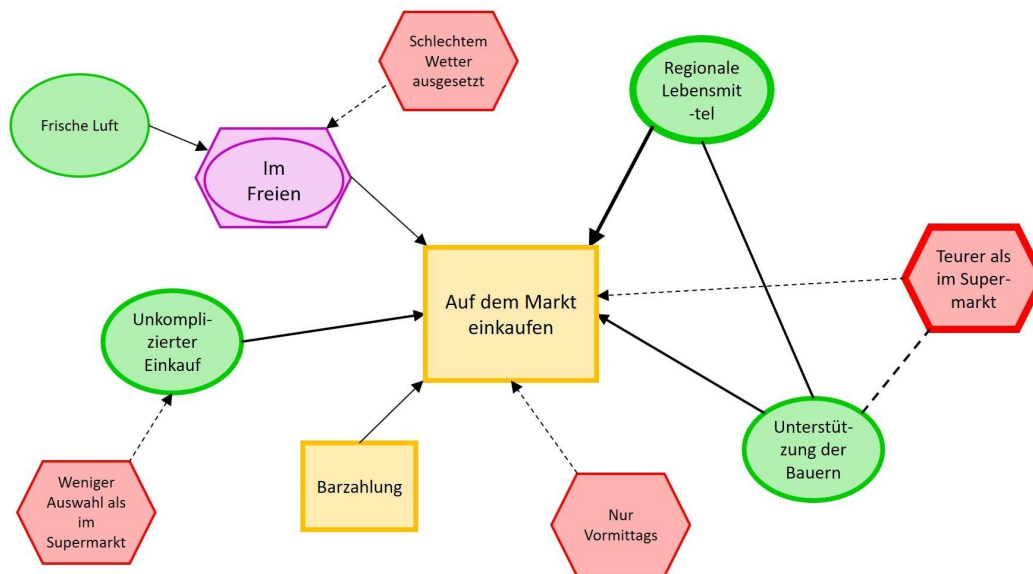 Schlechtem
Wetter
ausgesetzt
Regionale
Lebensmit
-tel
Frische Luft
Im
Freien
Teurer als
im Super-
markt
Auf dem Markt
einkaufen
Unkompli-
zierter
Einkauf
Unterstüt-
zung der
Bauern
Barzahlung
Weniger
Auswahl als
im
Supermarkt
Nur
Vormittags